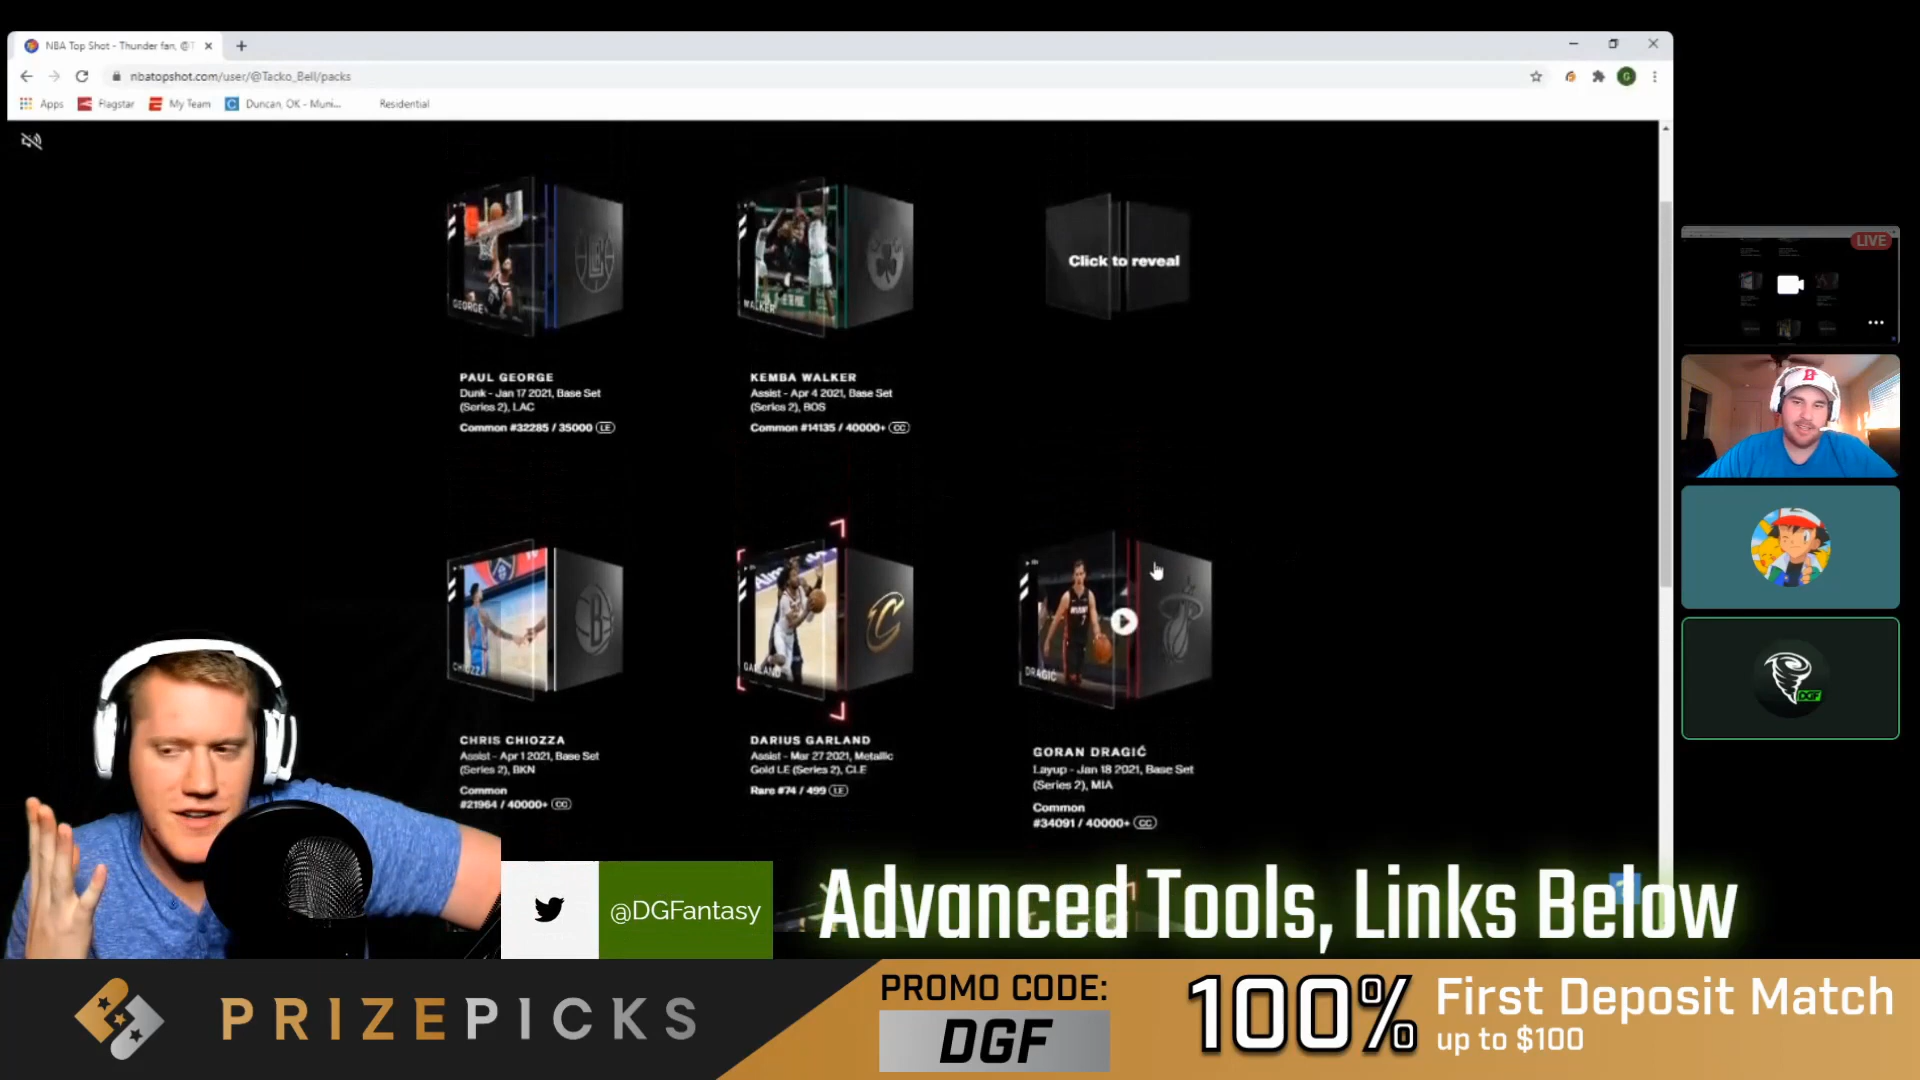 NBA Top Shot - Thunder fan, @T
nbatopshot.com/user/@Tacko_Bell/packs
G
Apps
Flagstar
My Team
Duncan, OK - Muni...
Residential
LIVE
Click to reveal
GEORGE
WALKER
PAUL GEORGE
Dunk - Jan 17 2021, Base Set
(Series 2), LAC
Common #32285 / 35000 LE
KEMBA WALKER
Assist - Apr 4 2021, Base Set
(Series 2), BOS
Common #14135 / 40000+ CC
CHIOZZA
GARLAND
DRAGIĆ
CHRIS CHIOZZA
Assist - Apr 1 2021, Base Set
(Series 2), BKN
Common
#21964 / 40000+ CC
DARIUS GARLAND
Assist - Mar 27 2021, Metallic
Gold LE (Series 2), CLE
Rare #74 / 499 LE
GORAN DRAGIĆ
Layup - Jan 18 2021, Base Set
(Series 2), MIA
Common
#34091 / 40000+ CC
DGF
@DGFantasy
Advanced Tools, Links Below
PRIZEPICKS
PROMO CODE:
DGF
100%
First Deposit Match
up to $100